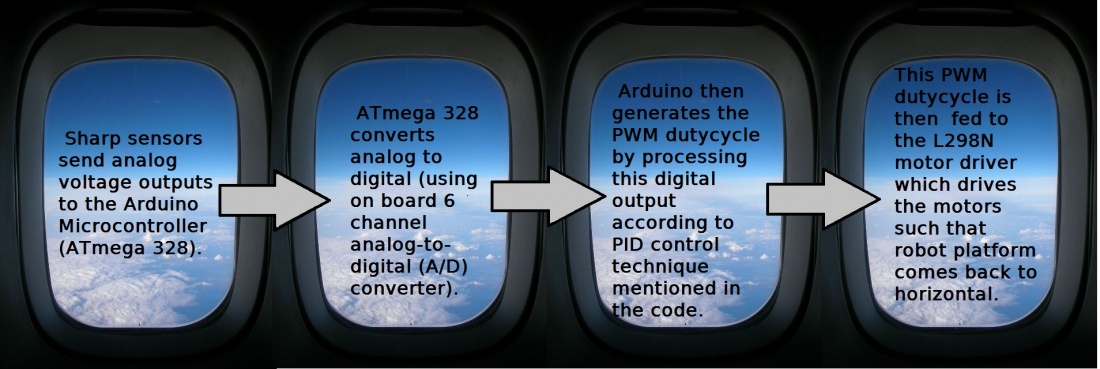 Sharp sensors
send analog
voltage outputs
to the Arduino
Microcontroller
(ATmega 328).
ATmega 328
converts
analog to
digital (using
on board 6
channel
analog-to-
digital (A/D)
converter).
Arduino then
generates the
PWM dutycycle
by processing
this digital
output
according to
PID control
technique
mentioned in
the code.
This PWM
dutycycle is
then  fed to
the L298N
motor driver
which drives
the motors
such that
robot platform
comes back to
horizontal.